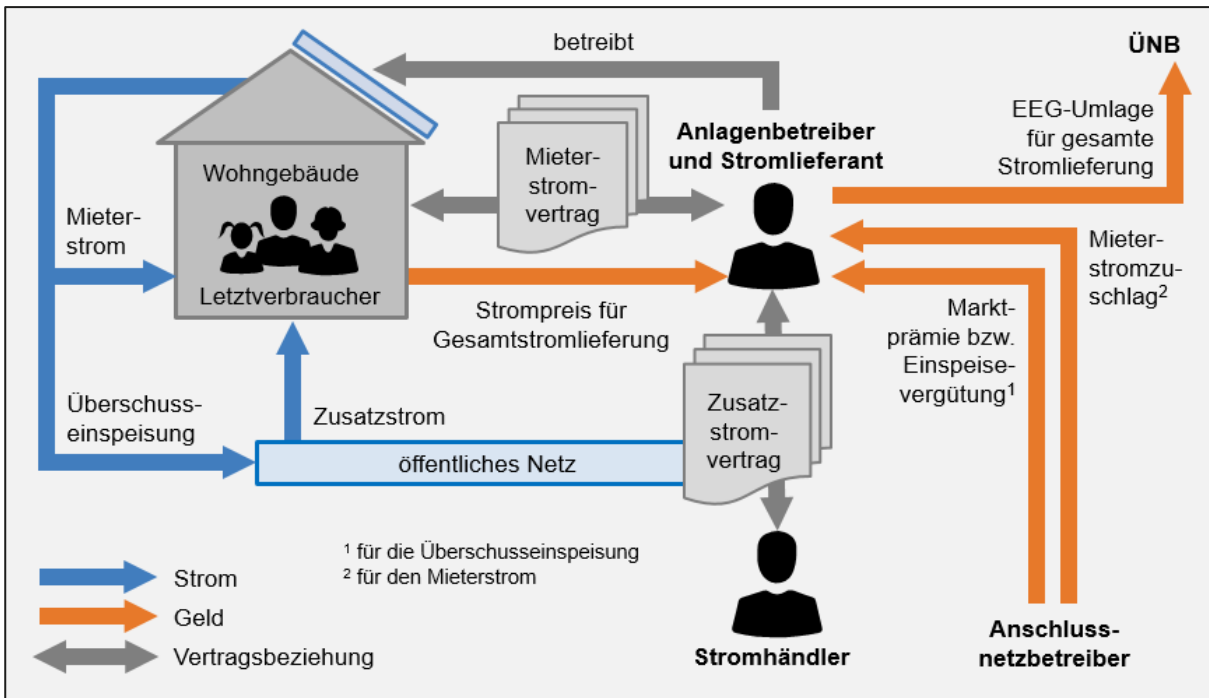 betreibt
ÜNB
EEG-Umlage
für gesamte
Stromlieferung
Anlagenbetreiber
und Stromlieferant
Mieter-
strom-
vertrag
Wohngebäude
Letztverbraucher
Mieter-
strom
Strompreis für
Gesamtstromlieferung
Mieter-
stromzu-
schlag²
Markt-
prämie bzw.
Einspeise-
vergütung¹
Überschuss-
einspeisung
Zusatzstrom
Zusatz-
strom-
vertrag
öffentliches Netz
¹ für die Überschusseinspeisung
² für den Mieterstrom
Strom
Geld
Vertragsbeziehung
Stromhändler
Anschluss-
netzbetreiber